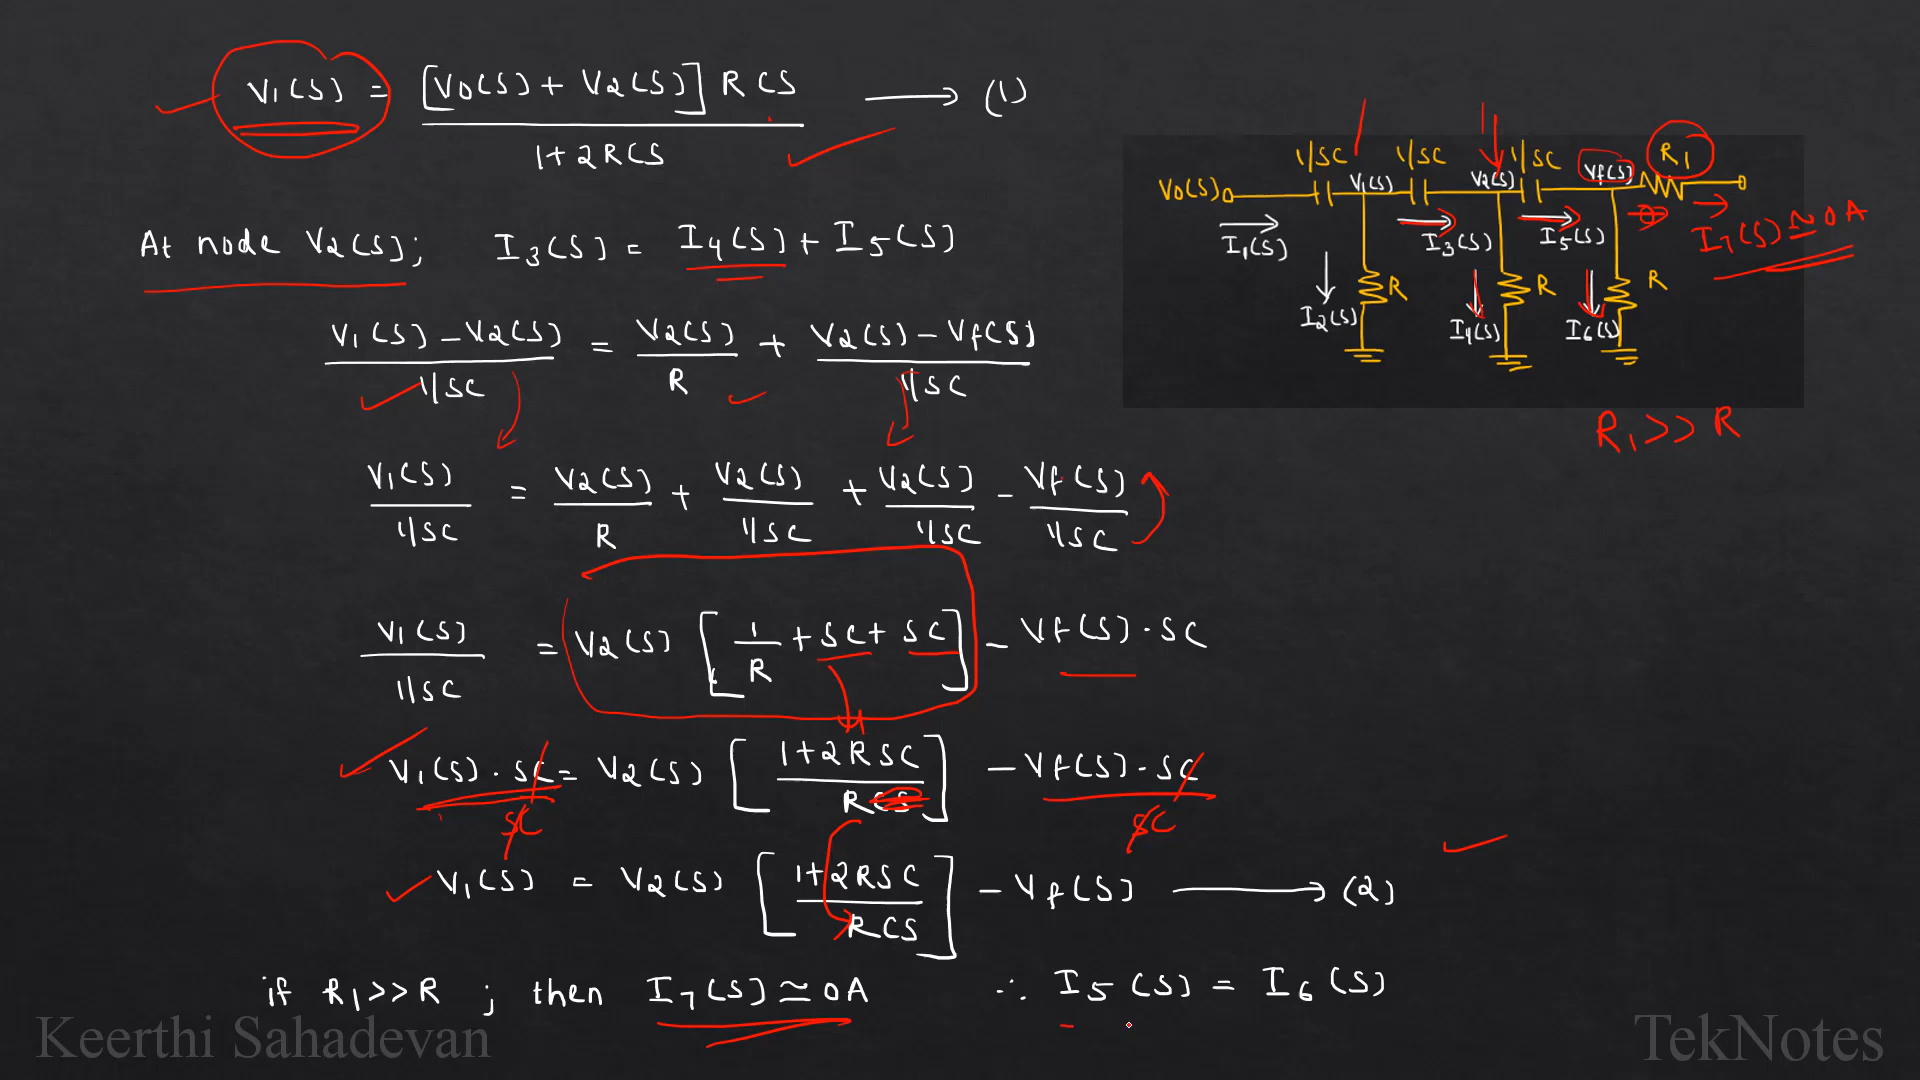 V1(S) = [V0(S) + V2(S)] RCS / 1+2RCS → (1)
At node V2(S); I3(S) = I4(S) + I5(S)
V1(S) - V2(S) / 1/SC = V2(S) / R + V2(S) - Vf(S) / 1/SC
V1(S) / 1/SC = V2(S) / R + V2(S) / 1/SC + V2(S) / 1/SC - Vf(S) / 1/SC
V1(S) / 1/SC = V2(S) [1/R + SC + SC] - Vf(S) · SC
V1(S) · SC = V2(S) [1+2RSC / RCS] - Vf(S) · SC
SC SC
V1(S) = V2(S) [1+2RSC / RCS] - Vf(S) → (2)
if R1 >> R ; then I7(S) ≃ 0A ∴ I5(S) = I6(S)
1/SC 1/SC 1/SC R1
V0(S) V1(S) V2(S) Vf(S)
I1(S) I3(S) I5(S) I7(S) ≃ 0A
R R R
I2(S) I4(S) I6(S)
R1 >> R
Keerthi Sahadevan
TekNotes